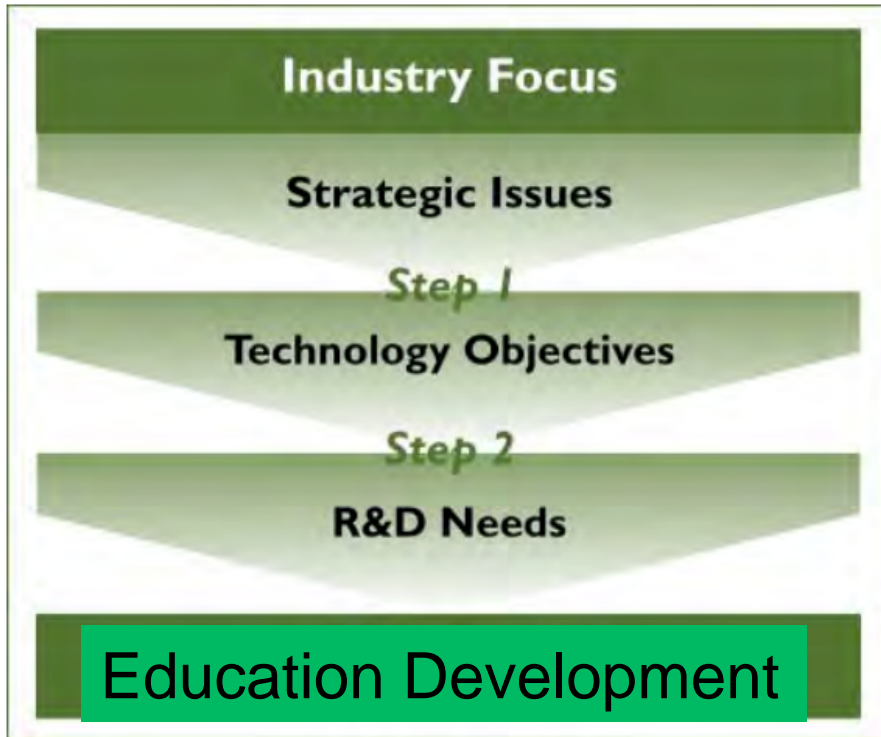 Industry Focus
Strategic Issues
Step 1
Technology Objectives
Step 2
R&D Needs
Education Development